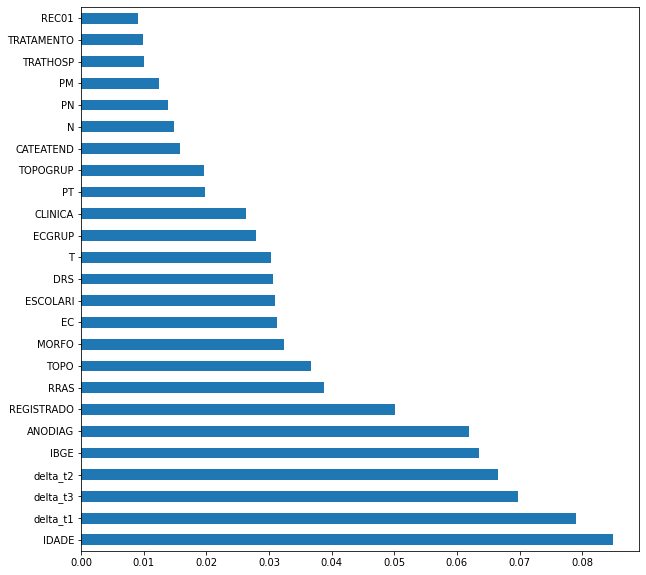 REC01
TRATAMENTO
TRATHOSP
PM
PN
N
CATEATEND
TOPOGRUP
PT
CLINICA
ECGRUP
T
DRS
ESCOLARI
EC
MORFO
TOPO
RRAS
REGISTRADO
ANODIAG
IBGE
delta_t2
delta_t3
delta_t1
IDADE
0.00 0.01 0.02 0.03 0.04 0.05 0.06 0.07 0.08